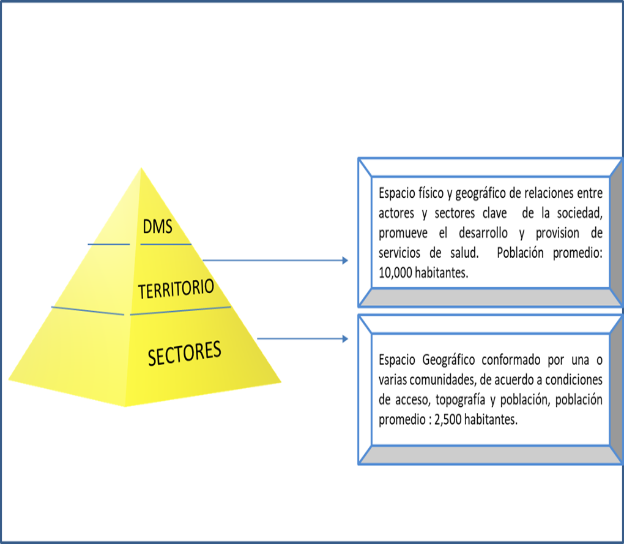 DMS
TERRITORIO
SECTORES
Espacio físico y geográfico de relaciones entre
actores y sectores clave de la sociedad,
promueve el desarrollo y provision de
servicios de salud. Población promedio:
10,000 habitantes.
Espacio Geográfico conformado por una o
varias comunidades, de acuerdo a condiciones
de acceso, topografía y población, población
promedio : 2,500 habitantes.